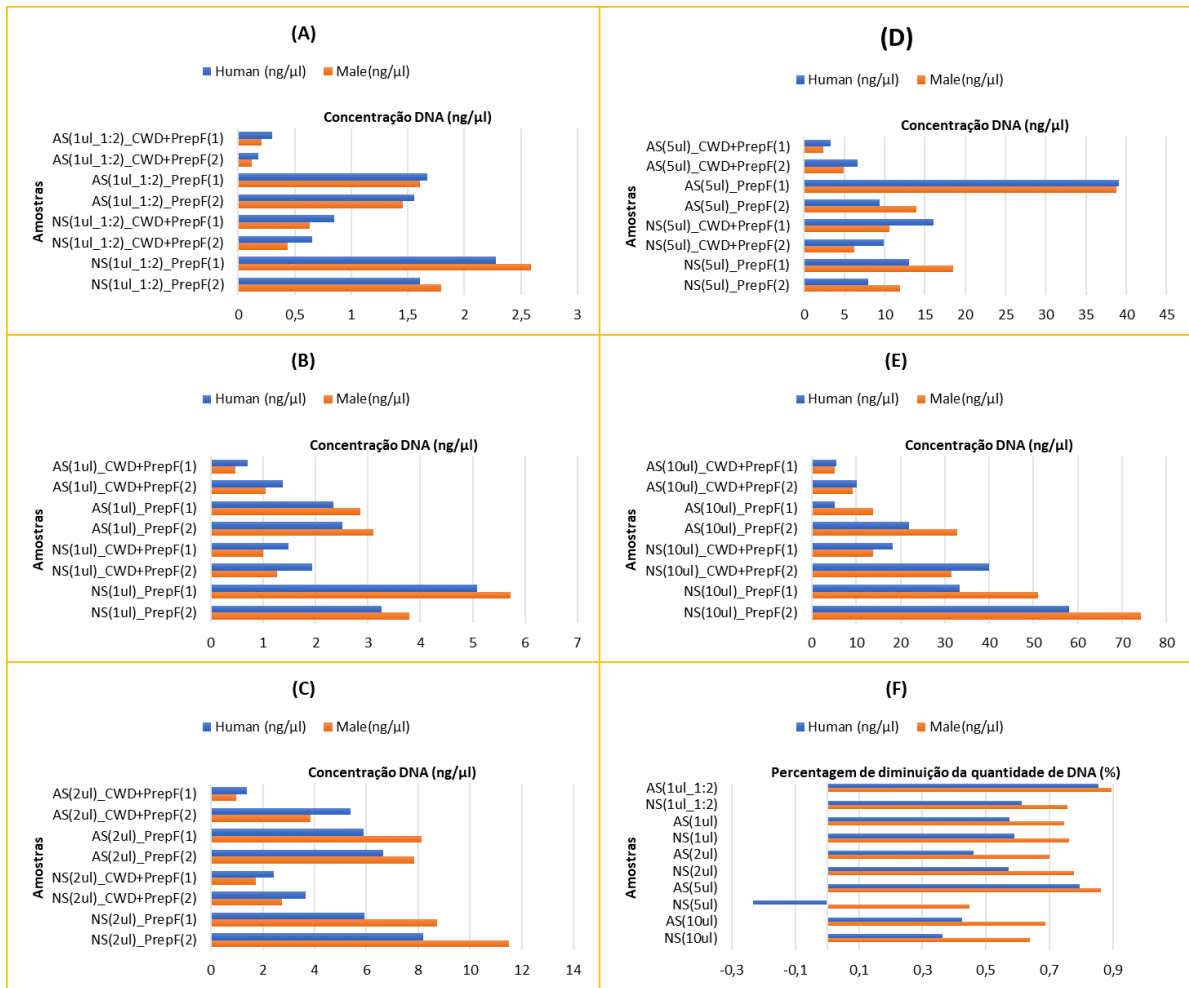 (A)
Human (ng/µl) Male(ng/µl)
Concentração DNA (ng/µl)
Amostras
AS(1ul_1:2)_CWD+PrepF(1)
AS(1ul_1:2)_CWD+PrepF(2)
AS(1ul_1:2)_PrepF(1)
AS(1ul_1:2)_PrepF(2)
NS(1ul_1:2)_CWD+PrepF(1)
NS(1ul_1:2)_CWD+PrepF(2)
NS(1ul_1:2)_PrepF(1)
NS(1ul_1:2)_PrepF(2)
0 0,5 1 1,5 2 2,5 3
(D)
Human (ng/µl) Male(ng/µl)
Concentração DNA (ng/µl)
Amostras
AS(5ul)_CWD+PrepF(1)
AS(5ul)_CWD+PrepF(2)
AS(5ul)_PrepF(1)
AS(5ul)_PrepF(2)
NS(5ul)_CWD+PrepF(1)
NS(5ul)_CWD+PrepF(2)
NS(5ul)_PrepF(1)
NS(5ul)_PrepF(2)
0 5 10 15 20 25 30 35 40 45
(B)
Human (ng/µl) Male(ng/µl)
Concentração DNA (ng/µl)
Amostras
AS(1ul)_CWD+PrepF(1)
AS(1ul)_CWD+PrepF(2)
AS(1ul)_PrepF(1)
AS(1ul)_PrepF(2)
NS(1ul)_CWD+PrepF(1)
NS(1ul)_CWD+PrepF(2)
NS(1ul)_PrepF(1)
NS(1ul)_PrepF(2)
0 1 2 3 4 5 6 7
(E)
Human (ng/µl) Male(ng/µl)
Concentração DNA (ng/µl)
Amostras
AS(10ul)_CWD+PrepF(1)
AS(10ul)_CWD+PrepF(2)
AS(10ul)_PrepF(1)
AS(10ul)_PrepF(2)
NS(10ul)_CWD+PrepF(1)
NS(10ul)_CWD+PrepF(2)
NS(10ul)_PrepF(1)
NS(10ul)_PrepF(2)
0 10 20 30 40 50 60 70 80
(C)
Human (ng/µl) Male(ng/µl)
Concentração DNA (ng/µl)
Amostras
AS(2ul)_CWD+PrepF(1)
AS(2ul)_CWD+PrepF(2)
AS(2ul)_PrepF(1)
AS(2ul)_PrepF(2)
NS(2ul)_CWD+PrepF(1)
NS(2ul)_CWD+PrepF(2)
NS(2ul)_PrepF(1)
NS(2ul)_PrepF(2)
0 2 4 6 8 10 12 14
(F)
Human (ng/µl) Male(ng/µl)
Percentagem de diminuição da quantidade de DNA (%)
Amostras
AS(1ul_1:2)
NS(1ul_1:2)
AS(1ul)
NS(1ul)
AS(2ul)
NS(2ul)
AS(5ul)
NS(5ul)
AS(10ul)
NS(10ul)
-0,3 -0,1 0,1 0,3 0,5 0,7 0,9